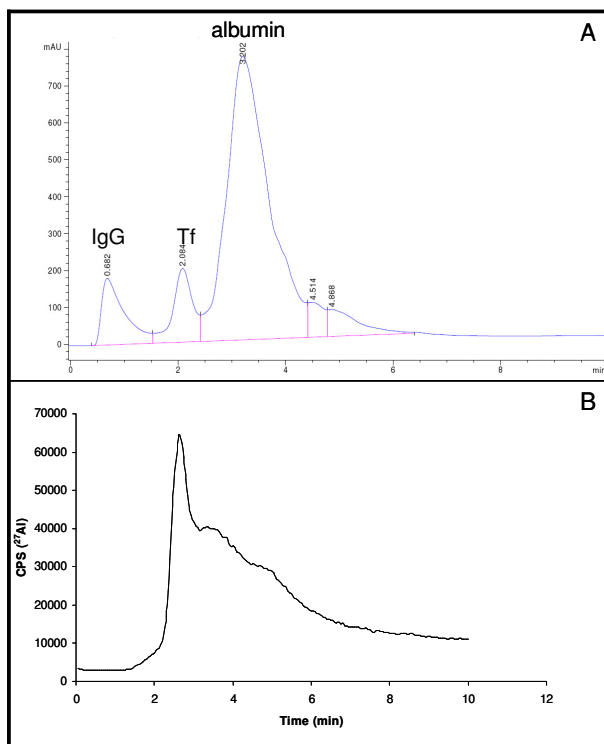 albumin
A
mAU
3.202
700
600
500
400
300
200
100
0
IgG
0.682
Tf
2.084
4.514
4.868
0 2 4 6 8 min
B
70000
60000
50000
40000
30000
20000
10000
0
CPS (²⁷Al)
0 2 4 6 8 10 12
Time (min)